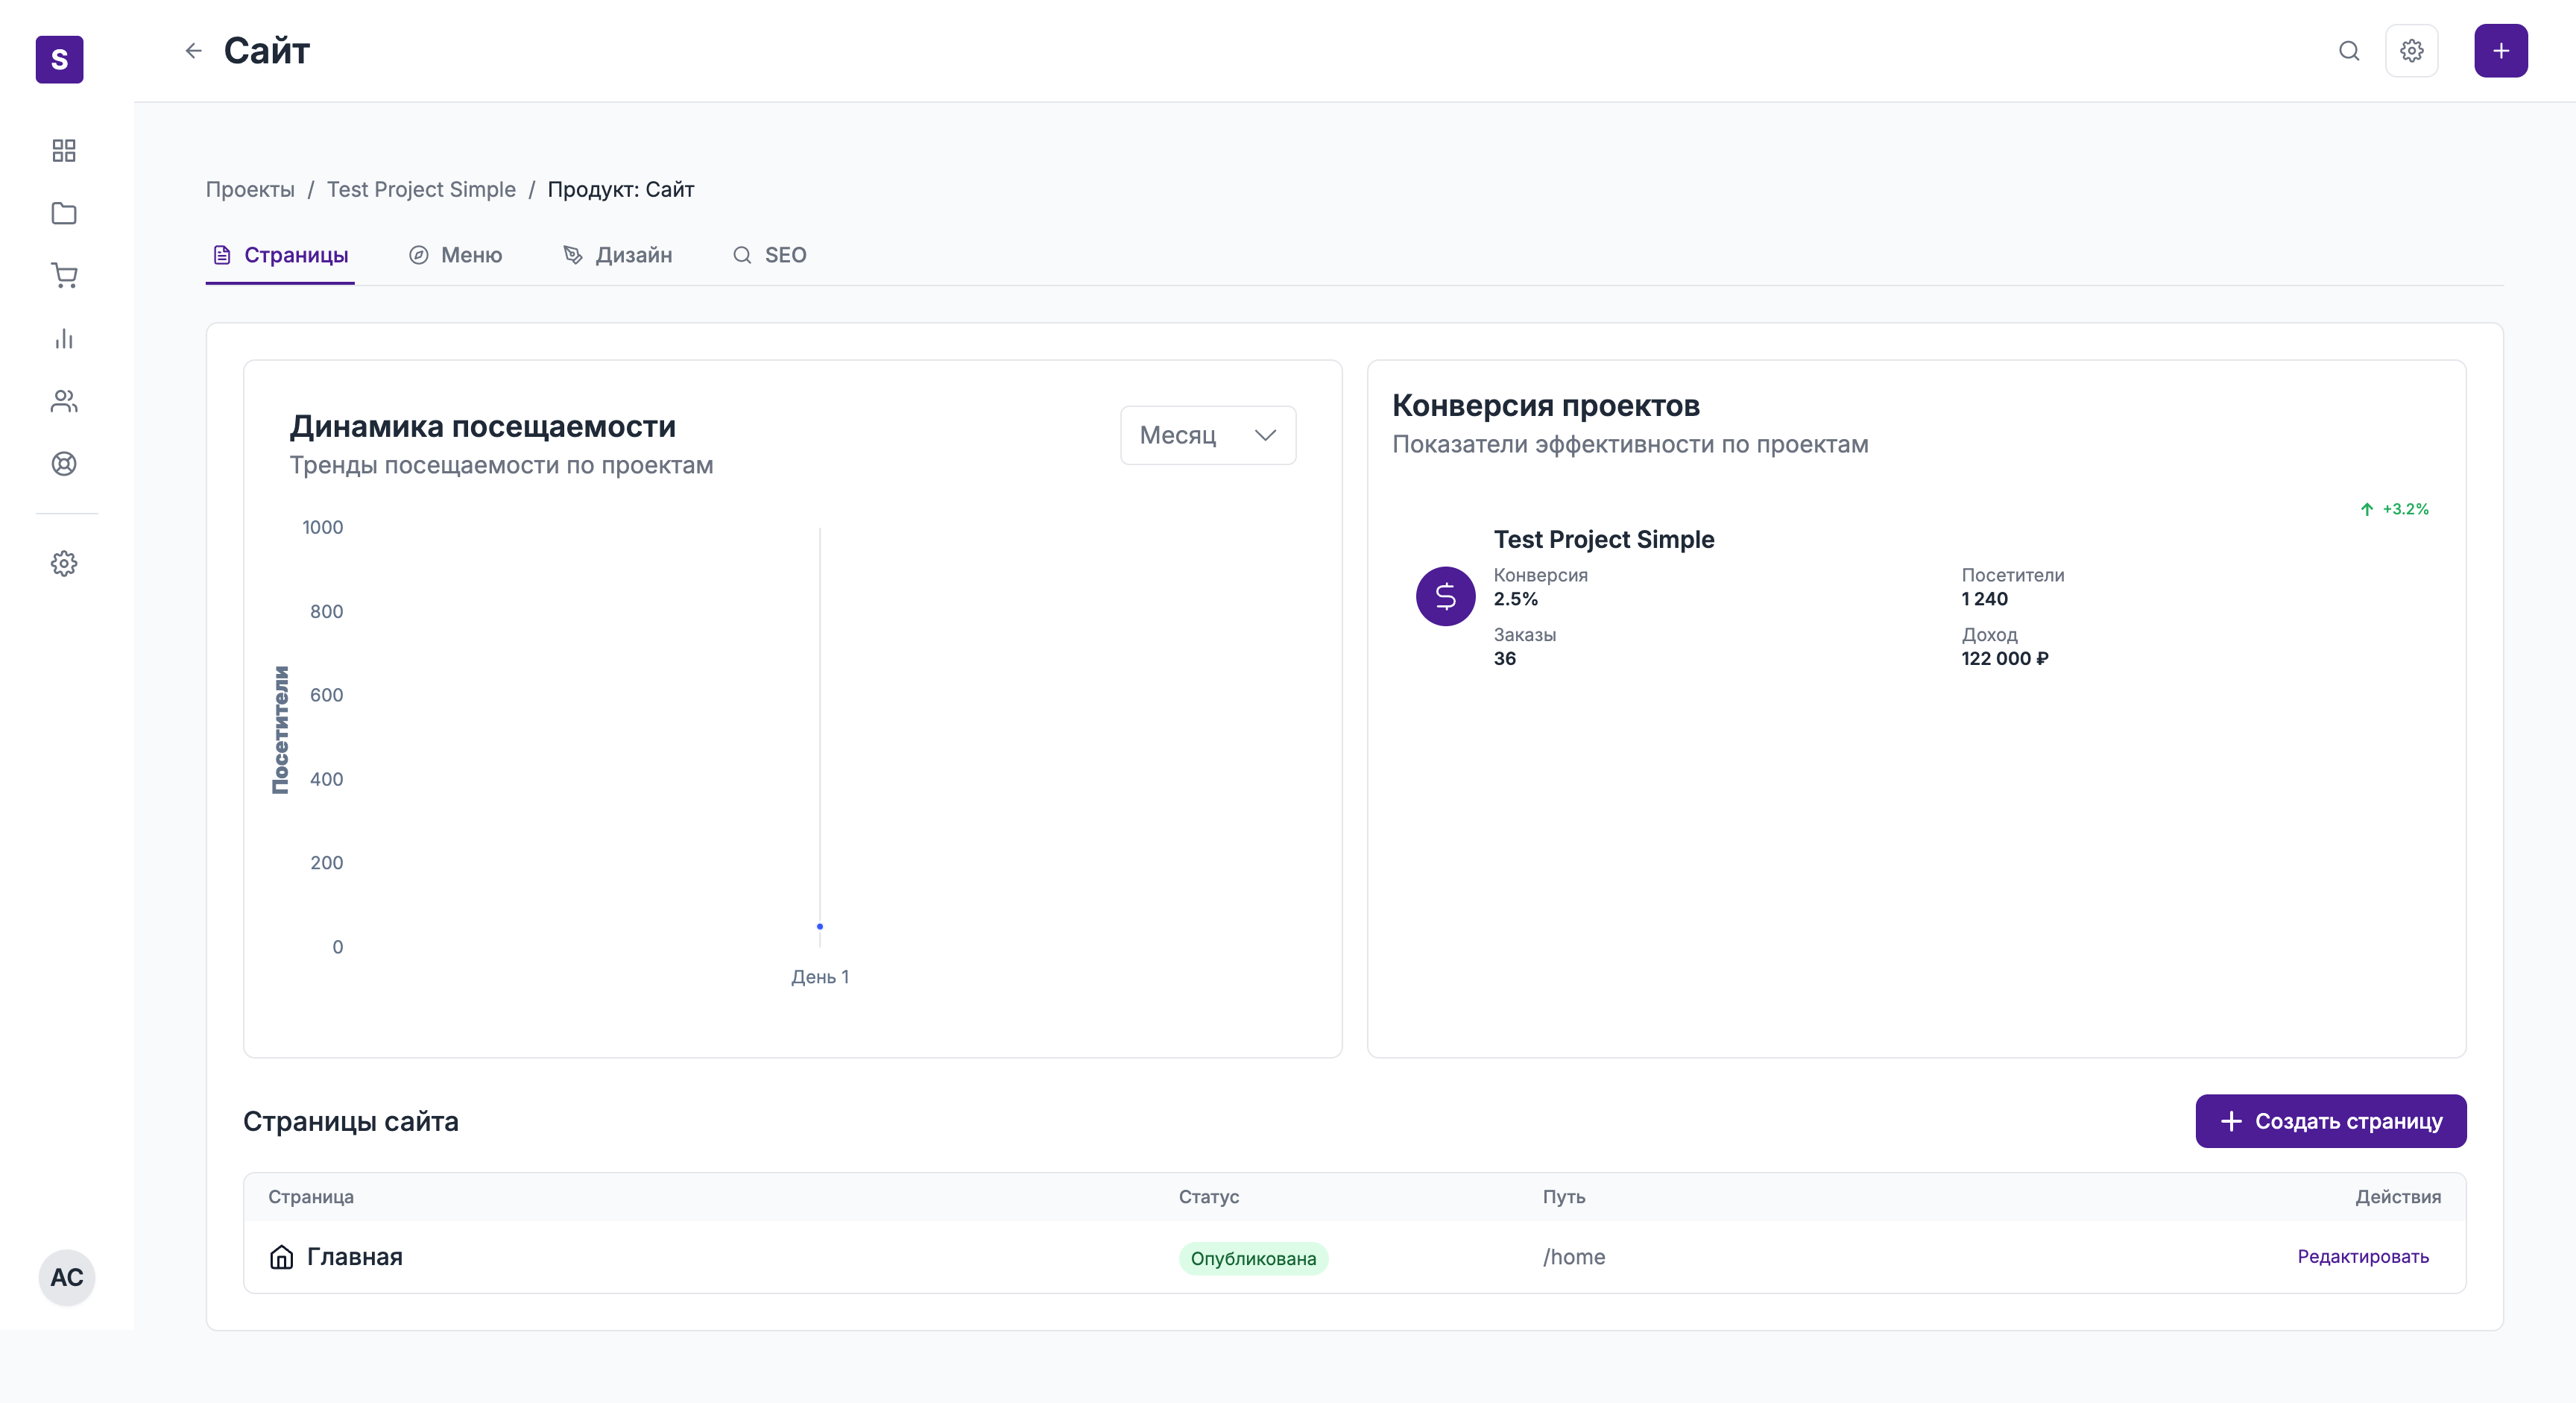 S
Сайт
Проекты / Test Project Simple / Продукт: Сайт
Страницы
Меню
Дизайн
SEO
Динамика посещаемости
Тренды посещаемости по проектам
Месяц
1000
800
600
400
200
0
Посетители
День 1
Конверсия проектов
Показатели эффективности по проектам
+3.2%
Test Project Simple
Конверсия
2.5%
Посетители
1 240
Заказы
36
Доход
122 000 ₽
Страницы сайта
Создать страницу
Страница Статус Путь Действия
Главная Опубликована /home Редактировать
АС